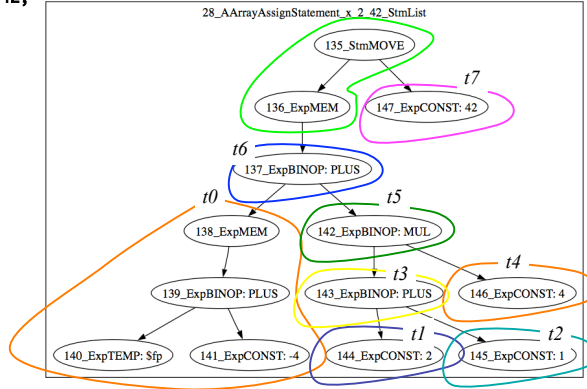 28_AArrayAssignStatement_x_2_42_StmList
135_StmMOVE
t7
136_ExpMEM
147_ExpCONST: 42
t6
137_ExpBINOP: PLUS
t0
t5
138_ExpMEM
142_ExpBINOP: MUL
t3
t4
139_ExpBINOP: PLUS
143_ExpBINOP: PLUS
146_ExpCONST: 4
t1
t2
140_ExpTEMP: $fp
141_ExpCONST: -4
144_ExpCONST: 2
145_ExpCONST: 1